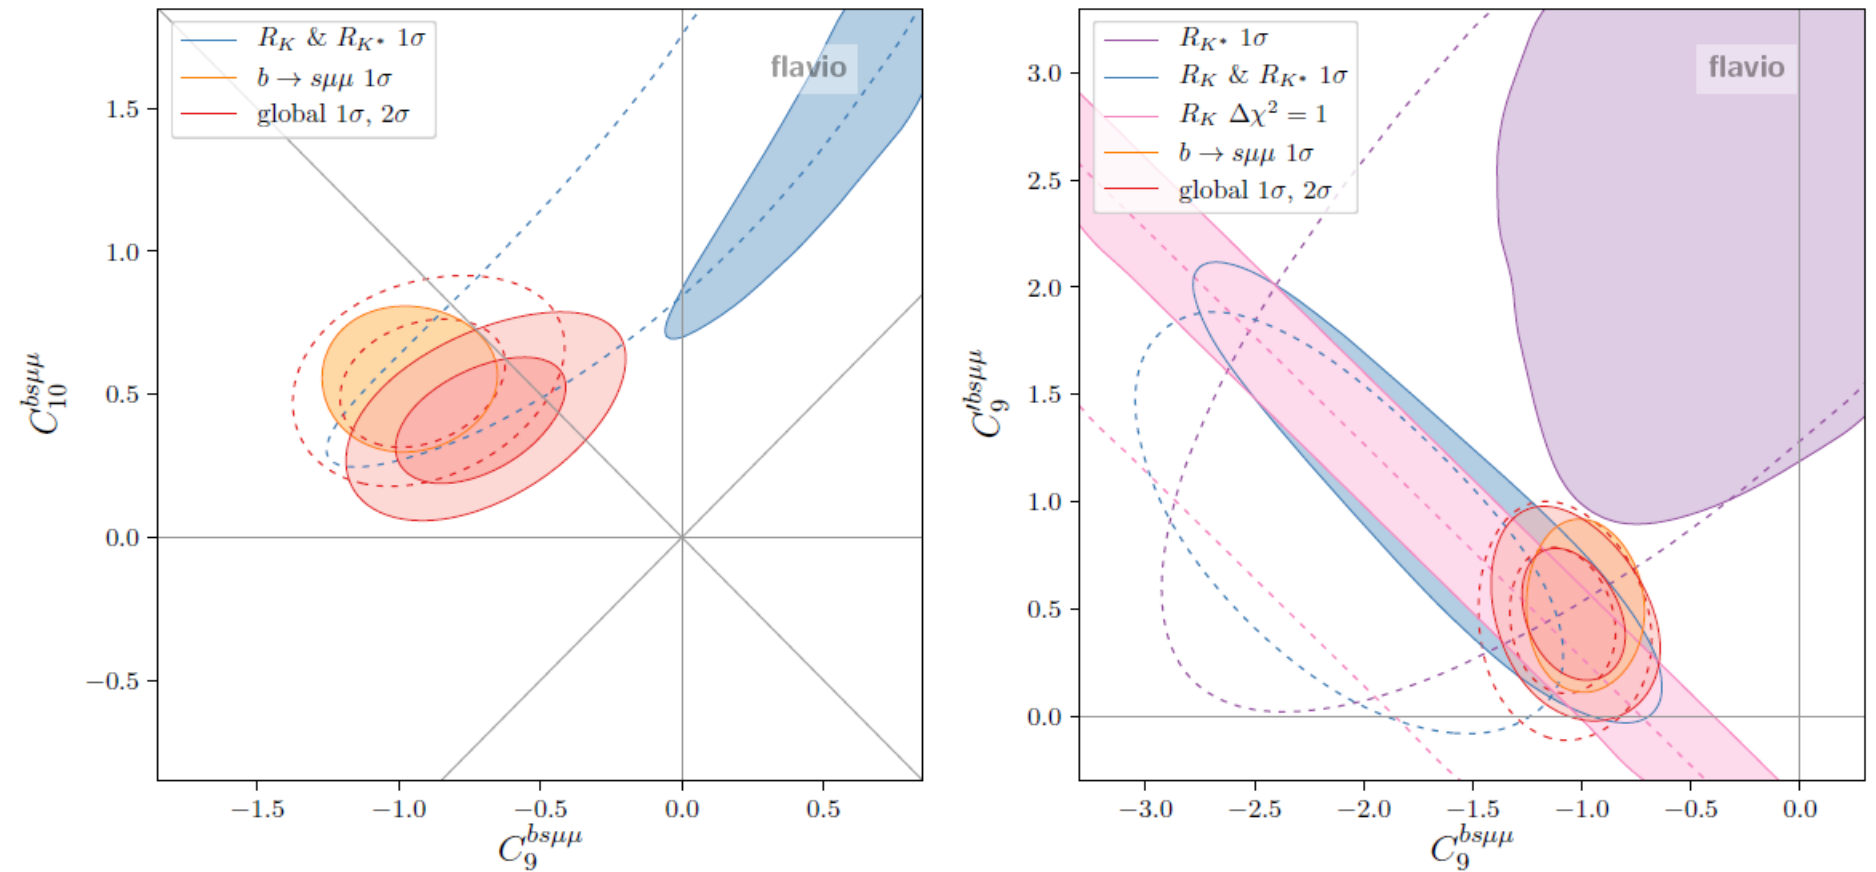 R_K & R_{K*} 1σ
b → sμμ 1σ
global 1σ, 2σ
flavio
1.5
1.0
0.5
0.0
−0.5
C_{10}^{bsμμ}
−1.5 −1.0 −0.5 0.0 0.5
C_9^{bsμμ}
R_{K*} 1σ
R_K & R_{K*} 1σ
R_K Δχ² = 1
b → sμμ 1σ
global 1σ, 2σ
flavio
3.0
2.5
2.0
1.5
1.0
0.5
0.0
C_9^{′bsμμ}
−3.0 −2.5 −2.0 −1.5 −1.0 −0.5 0.0
C_9^{bsμμ}